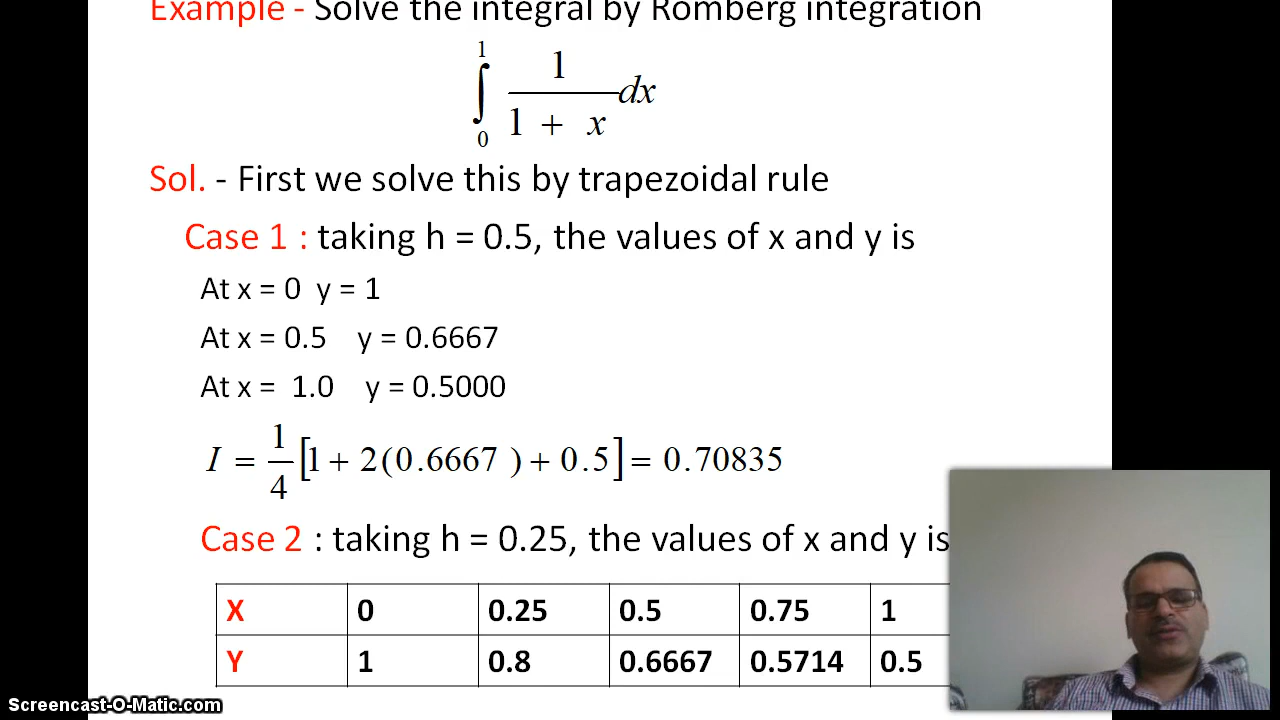 Example - Solve the integral by Romberg integration
∫₀¹ 1/(1 + x) dx
Sol. - First we solve this by trapezoidal rule
Case 1 : taking h = 0.5, the values of x and y is
At x = 0 y = 1
At x = 0.5 y = 0.6667
At x = 1.0 y = 0.5000
I = 1/4 [1 + 2(0.6667 ) + 0.5] = 0.70835
Case 2 : taking h = 0.25, the values of x and y is
X 0 0.25 0.5 0.75 1
Y 1 0.8 0.6667 0.5714 0.5
Screencast-O-Matic.com